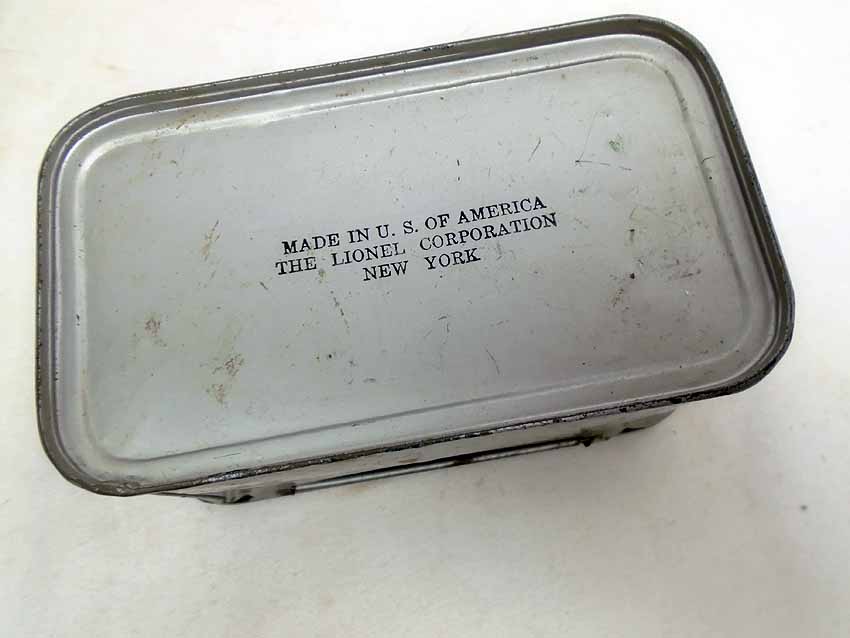 MADE IN U. S. OF AMERICA
THE LIONEL CORPORATION
NEW YORK